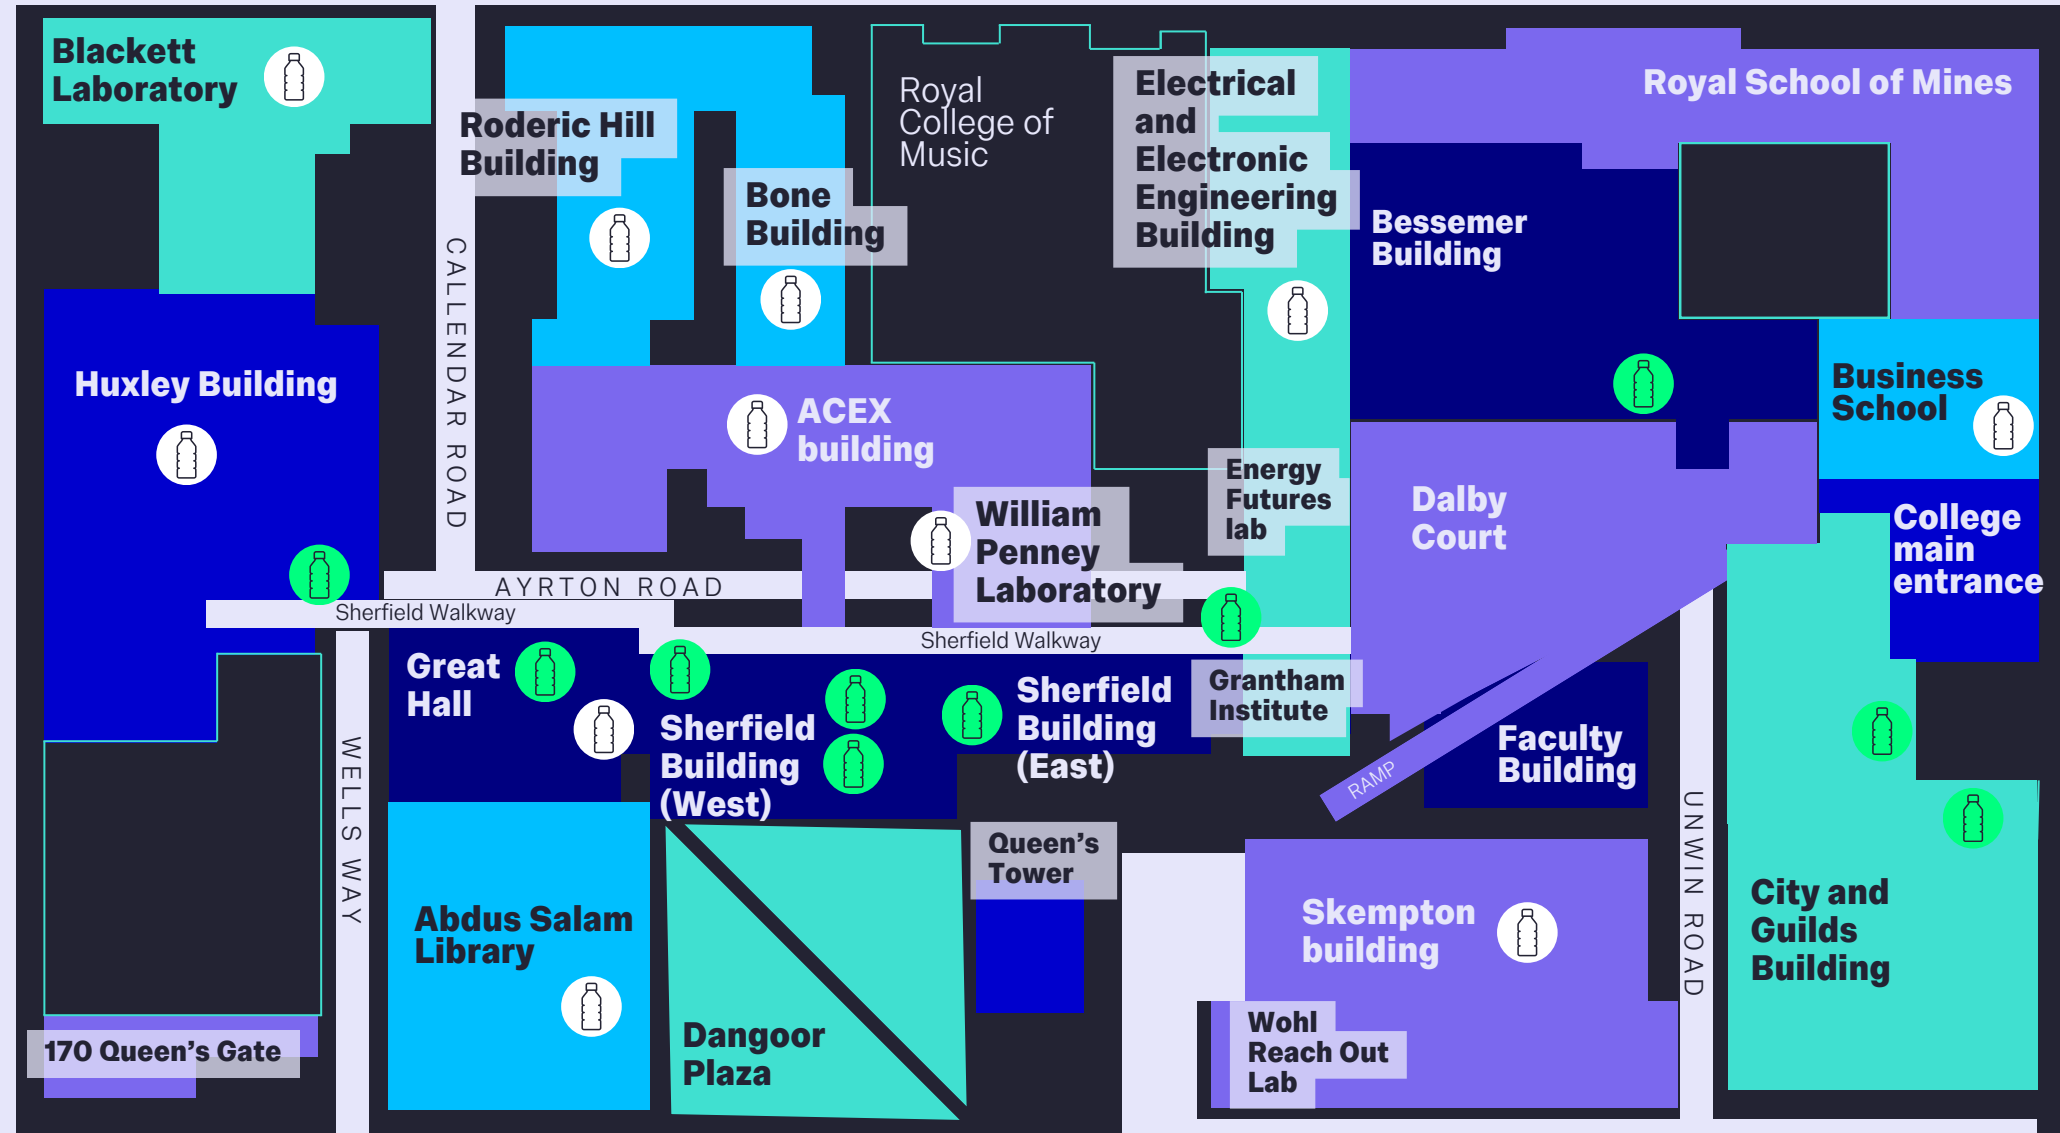 Blackett
Laboratory
Roderic Hill
Building
Bone
Building
Royal
College of
Music
Electrical
and
Electronic
Engineering
Building
Royal School of Mines
Bessemer
Building
CALLENDAR ROAD
Huxley Building
ACEX
building
Business
School
Energy
Futures
lab
Dalby
Court
William
Penney
Laboratory
College
main
entrance
AYRTON ROAD
Sherfield Walkway
Sherfield Walkway
Great
Hall
Sherfield
Building
(West)
Sherfield
Building
(East)
Grantham
Institute
Faculty
Building
RAMP
WELLS WAY
UNWIN ROAD
Queen’s
Tower
Abdus Salam
Library
Skempton
building
City and
Guilds
Building
Dangoor
Plaza
Wohl
Reach Out
Lab
170 Queen’s Gate